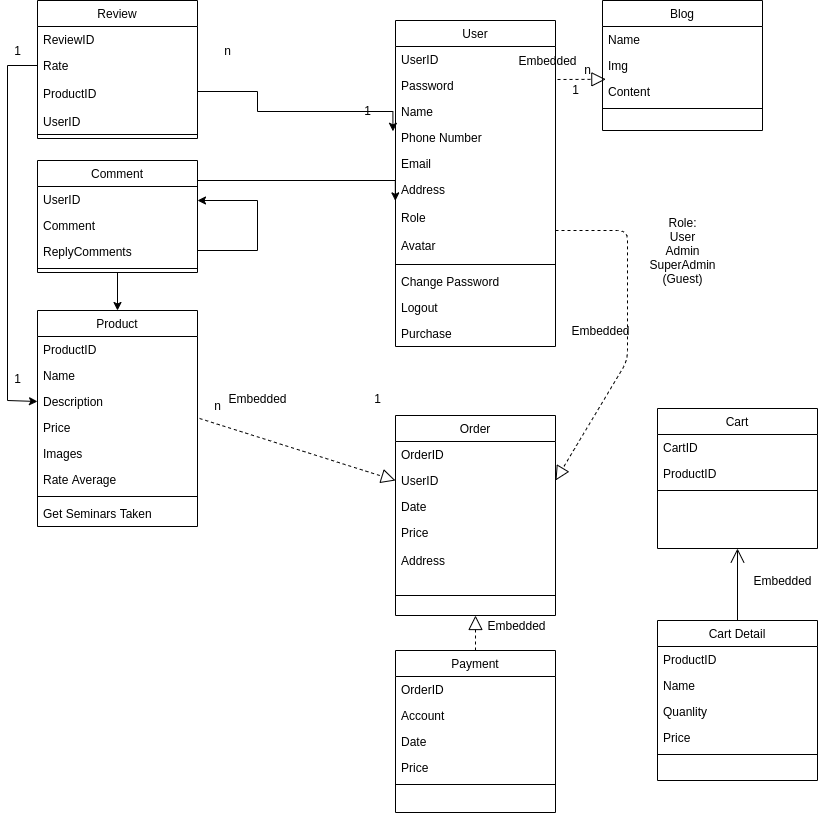 Review
ReviewID
Rate
ProductID
UserID
1
n
1
Comment
UserID
Comment
ReplyComments
Product
ProductID
Name
Description
Price
Images
Rate Average
Get Seminars Taken
1
n
Embedded
1
User
UserID
Password
Name
Phone Number
Email
Address
Role
Avatar
Change Password
Logout
Purchase
Embedded
n
1
Blog
Name
Img
Content
Role:
User
Admin
SuperAdmin
(Guest)
Embedded
Order
OrderID
UserID
Date
Price
Address
Embedded
Payment
OrderID
Account
Date
Price
Cart
CartID
ProductID
Embedded
Cart Detail
ProductID
Name
Quanlity
Price